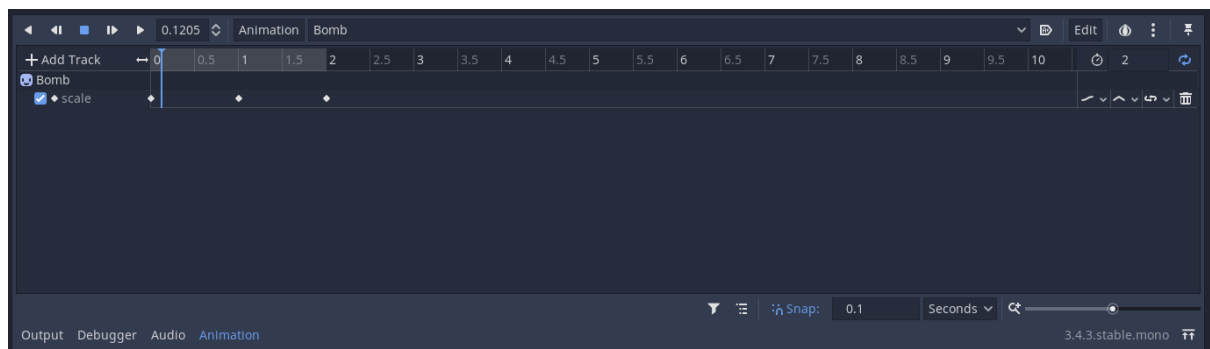 0.1205 Animation Bomb Edit
Add Track 0 0.5 1 1.5 2 2.5 3 3.5 4 4.5 5 5.5 6 6.5 7 7.5 8 8.5 9 9.5 10 2
Bomb
scale
Snap: 0.1 Seconds
Output Debugger Audio Animation 3.4.3.stable.mono